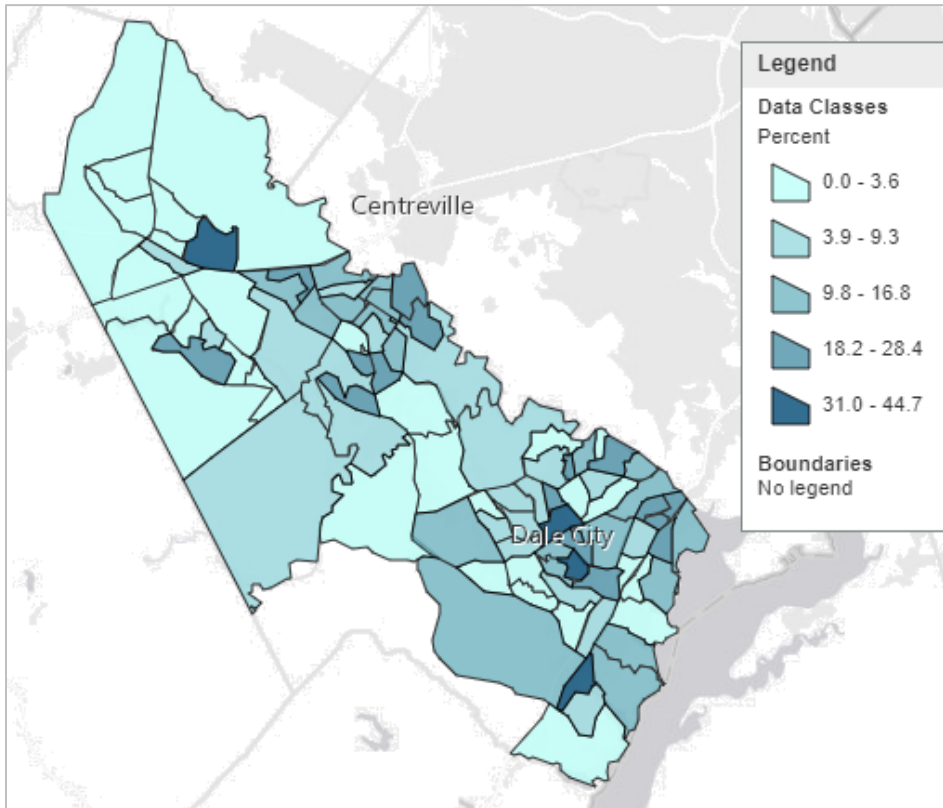 Legend
Data Classes
Percent
0.0 - 3.6
3.9 - 9.3
9.8 - 16.8
18.2 - 28.4
31.0 - 44.7
Boundaries
No legend
Centreville
Dale City